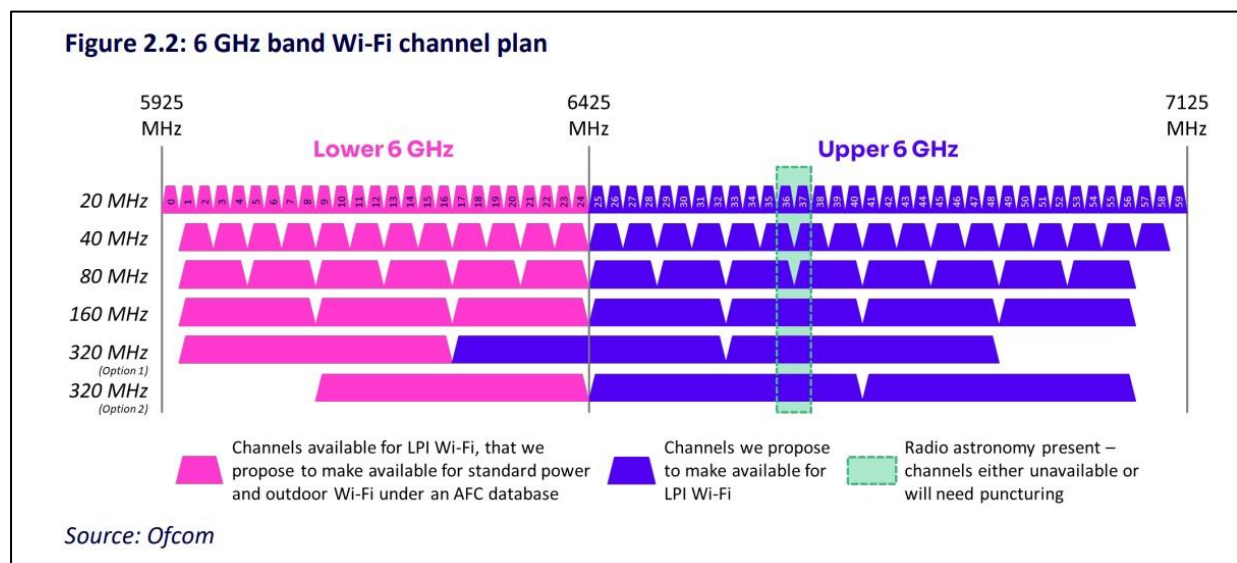 Figure 2.2: 6 GHz band Wi-Fi channel plan
5925 MHz
6425 MHz
7125 MHz
Lower 6 GHz
Upper 6 GHz
20 MHz
0 1 2 3 4 5 6 7 8 9 10 11 12 13 14 15 16 17 18 19 20 21 22 23 24 25 26 27 28 29 30 31 32 33 34 35 36 37 38 39 40 41 42 43 44 45 46 47 48 49 50 51 52 53 54 55 56 57 58 59
40 MHz
80 MHz
160 MHz
320 MHz
(Option 1)
320 MHz
(Option 2)
Channels available for LPI Wi-Fi, that we
propose to make available for standard power
and outdoor Wi-Fi under an AFC database
Channels we propose
to make available for
LPI Wi-Fi
Radio astronomy present –
channels either unavailable or
will need puncturing
Source: Ofcom